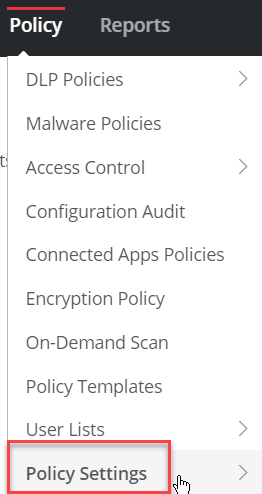 Policy Reports
DLP Policies
Malware Policies
ts
Access Control
Configuration Audit
Connected Apps Policies
Encryption Policy
On-Demand Scan
Policy Templates
User Lists
Policy Settings